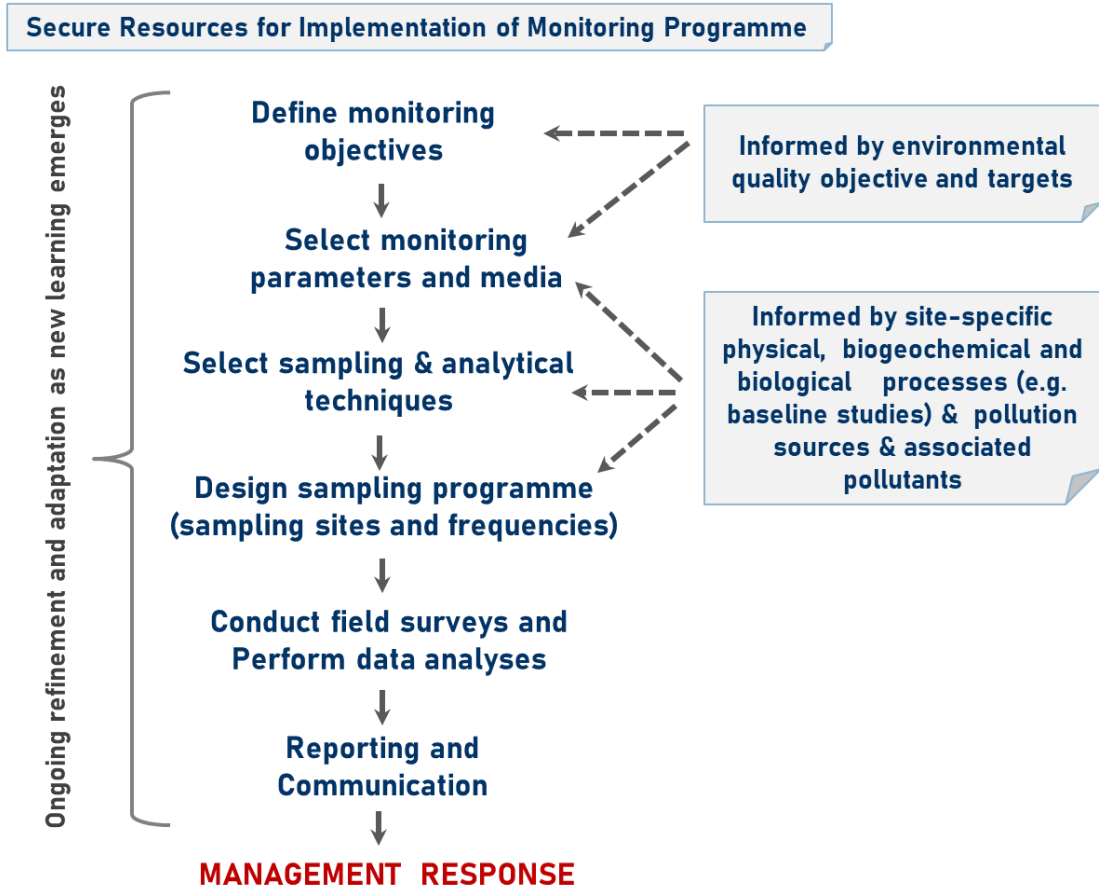 Secure Resources for Implementation of Monitoring Programme
Ongoing refinement and adaptation as new learning emerges
Define monitoring
objectives
Informed by environmental
quality objective and targets
Select monitoring
parameters and media
Informed by site-specific
physical, biogeochemical and
biological processes (e.g.
baseline studies) & pollution
sources & associated
pollutants
Select sampling & analytical
techniques
Design sampling programme
(sampling sites and frequencies)
Conduct field surveys and
Perform data analyses
Reporting and
Communication
MANAGEMENT RESPONSE